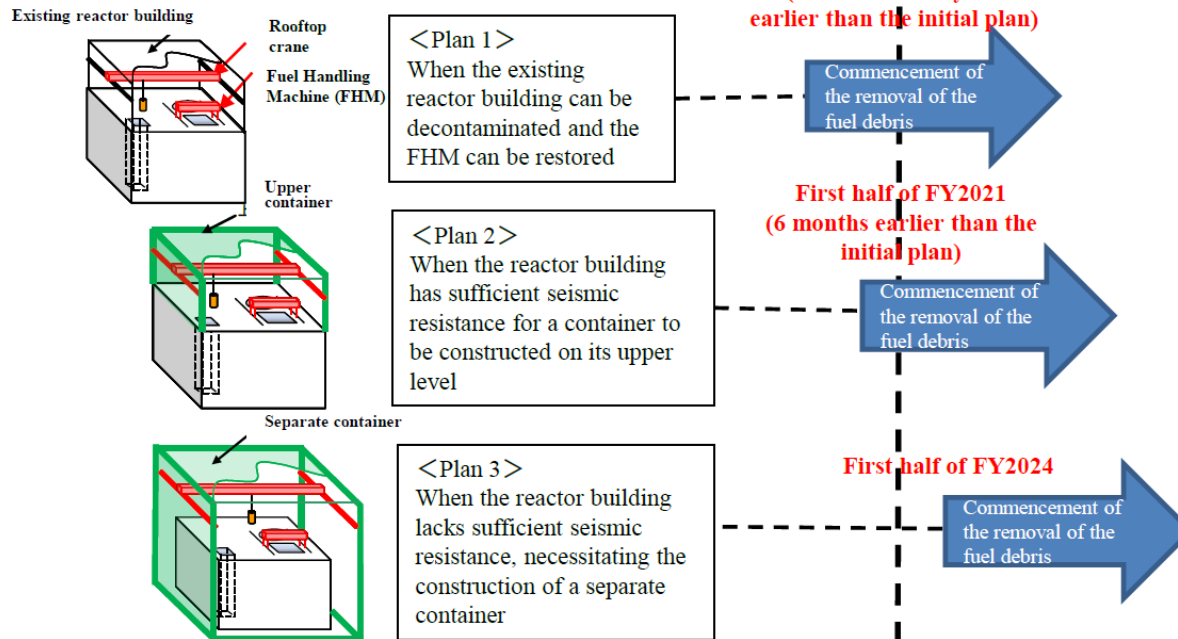 earlier than the initial plan)
Existing reactor building
Rooftop
crane
Fuel Handling
Machine (FHM)
<Plan 1>
When the existing
reactor building can be
decontaminated and the
FHM can be restored
Commencement of
the removal of the
fuel debris
Upper
container
<Plan 2>
When the reactor building
has sufficient seismic
resistance for a container to
be constructed on its upper
level
First half of FY2021
(6 months earlier than the
initial plan)
Commencement of
the removal of the
fuel debris
Separate container
<Plan 3>
When the reactor building
lacks sufficient seismic
resistance, necessitating the
construction of a separate
container
First half of FY2024
Commencement of
the removal of the
fuel debris